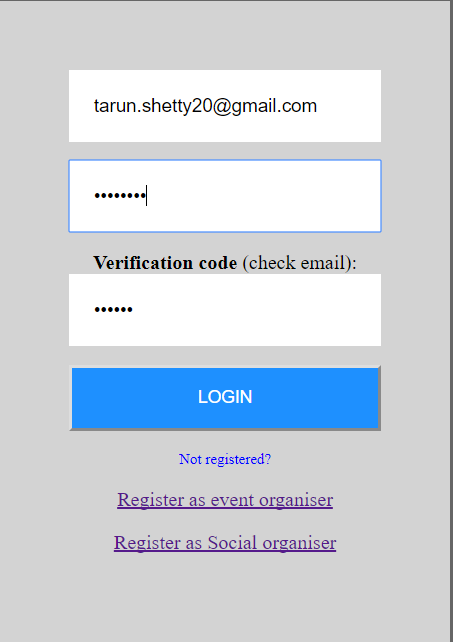 tarun.shetty20@gmail.com
••••••••
Verification code (check email):
••••••
LOGIN
Not registered?
Register as event organiser
Register as Social organiser